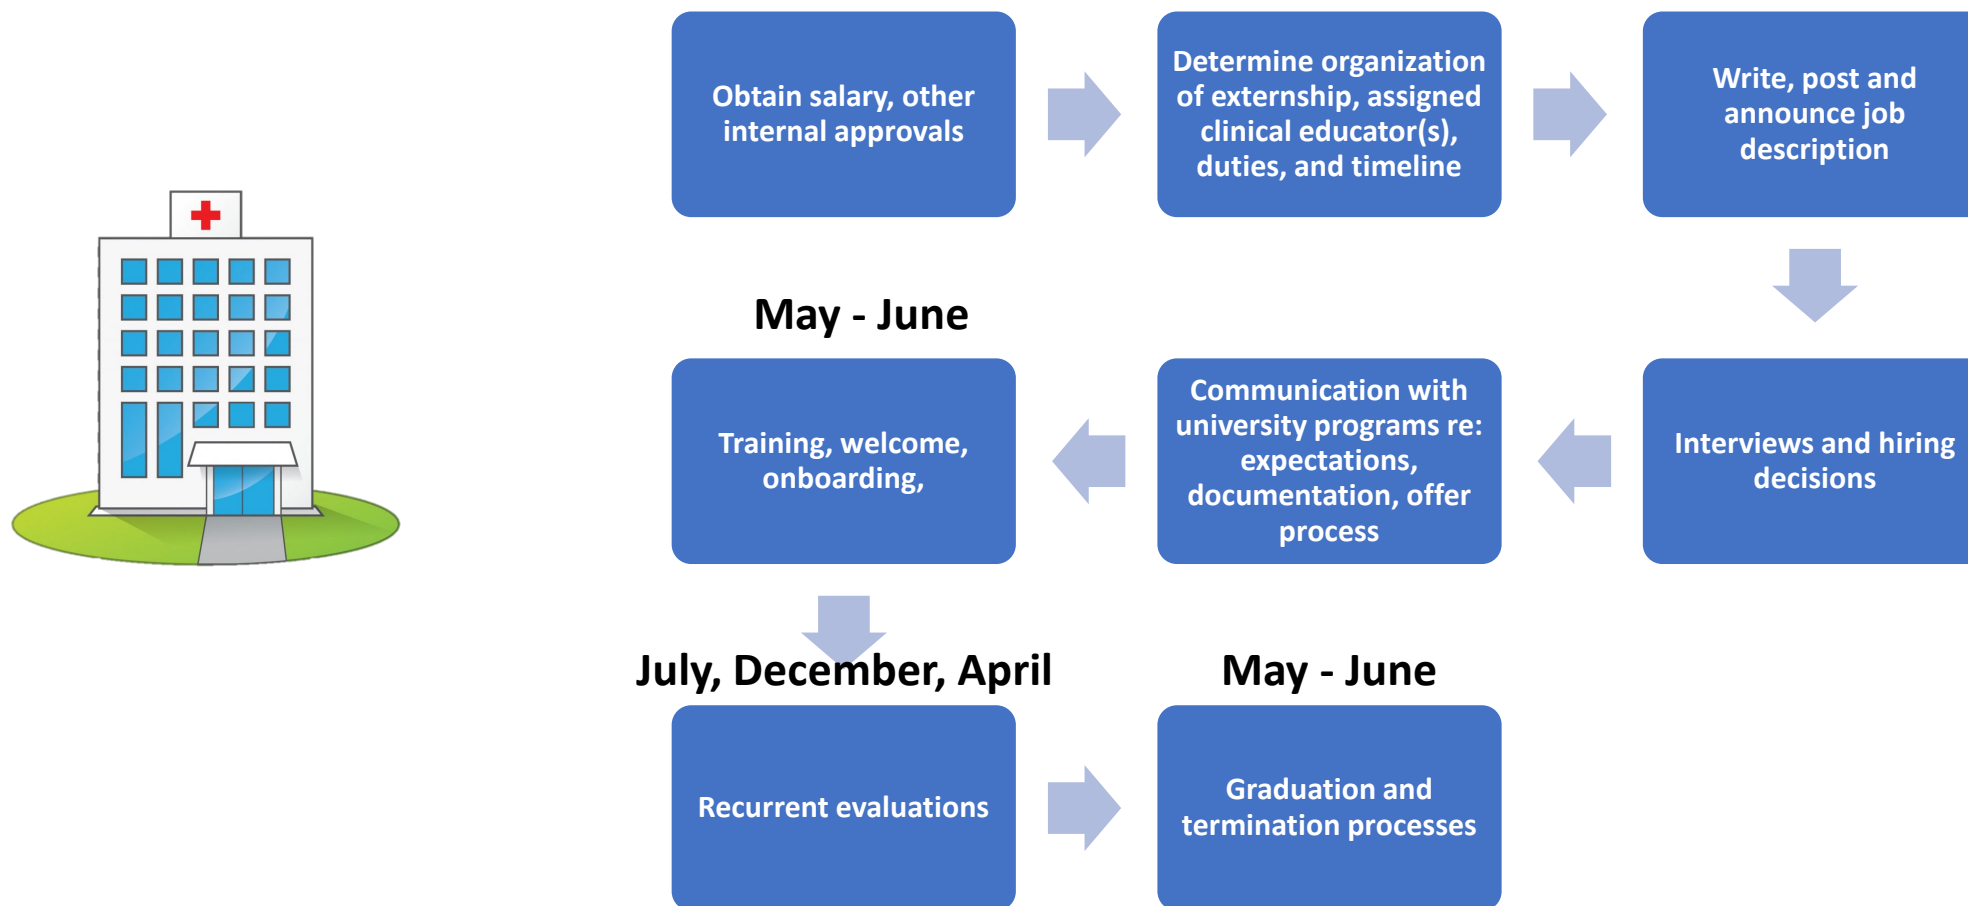 Obtain salary, other
internal approvals
Determine organization
of externship, assigned
clinical educator(s),
duties, and timeline
Write, post and
announce job
description
May - June
Training, welcome,
onboarding,
Communication with
university programs re:
expectations,
documentation, offer
process
Interviews and hiring
decisions
July, December, April
May - June
Recurrent evaluations
Graduation and
termination processes